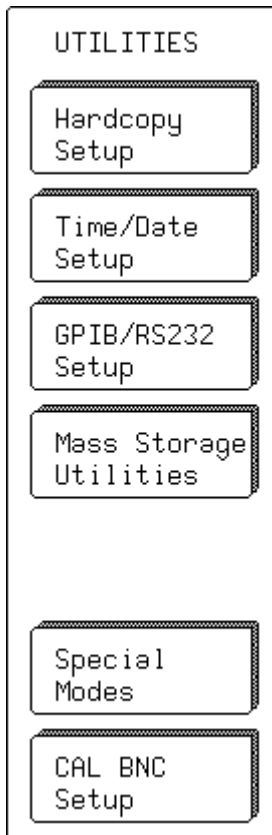 UTILITIES
Hardcopy
Setup
Time/Date
Setup
GPIB/RS232
Setup
Mass Storage
Utilities
Special
Modes
CAL BNC
Setup